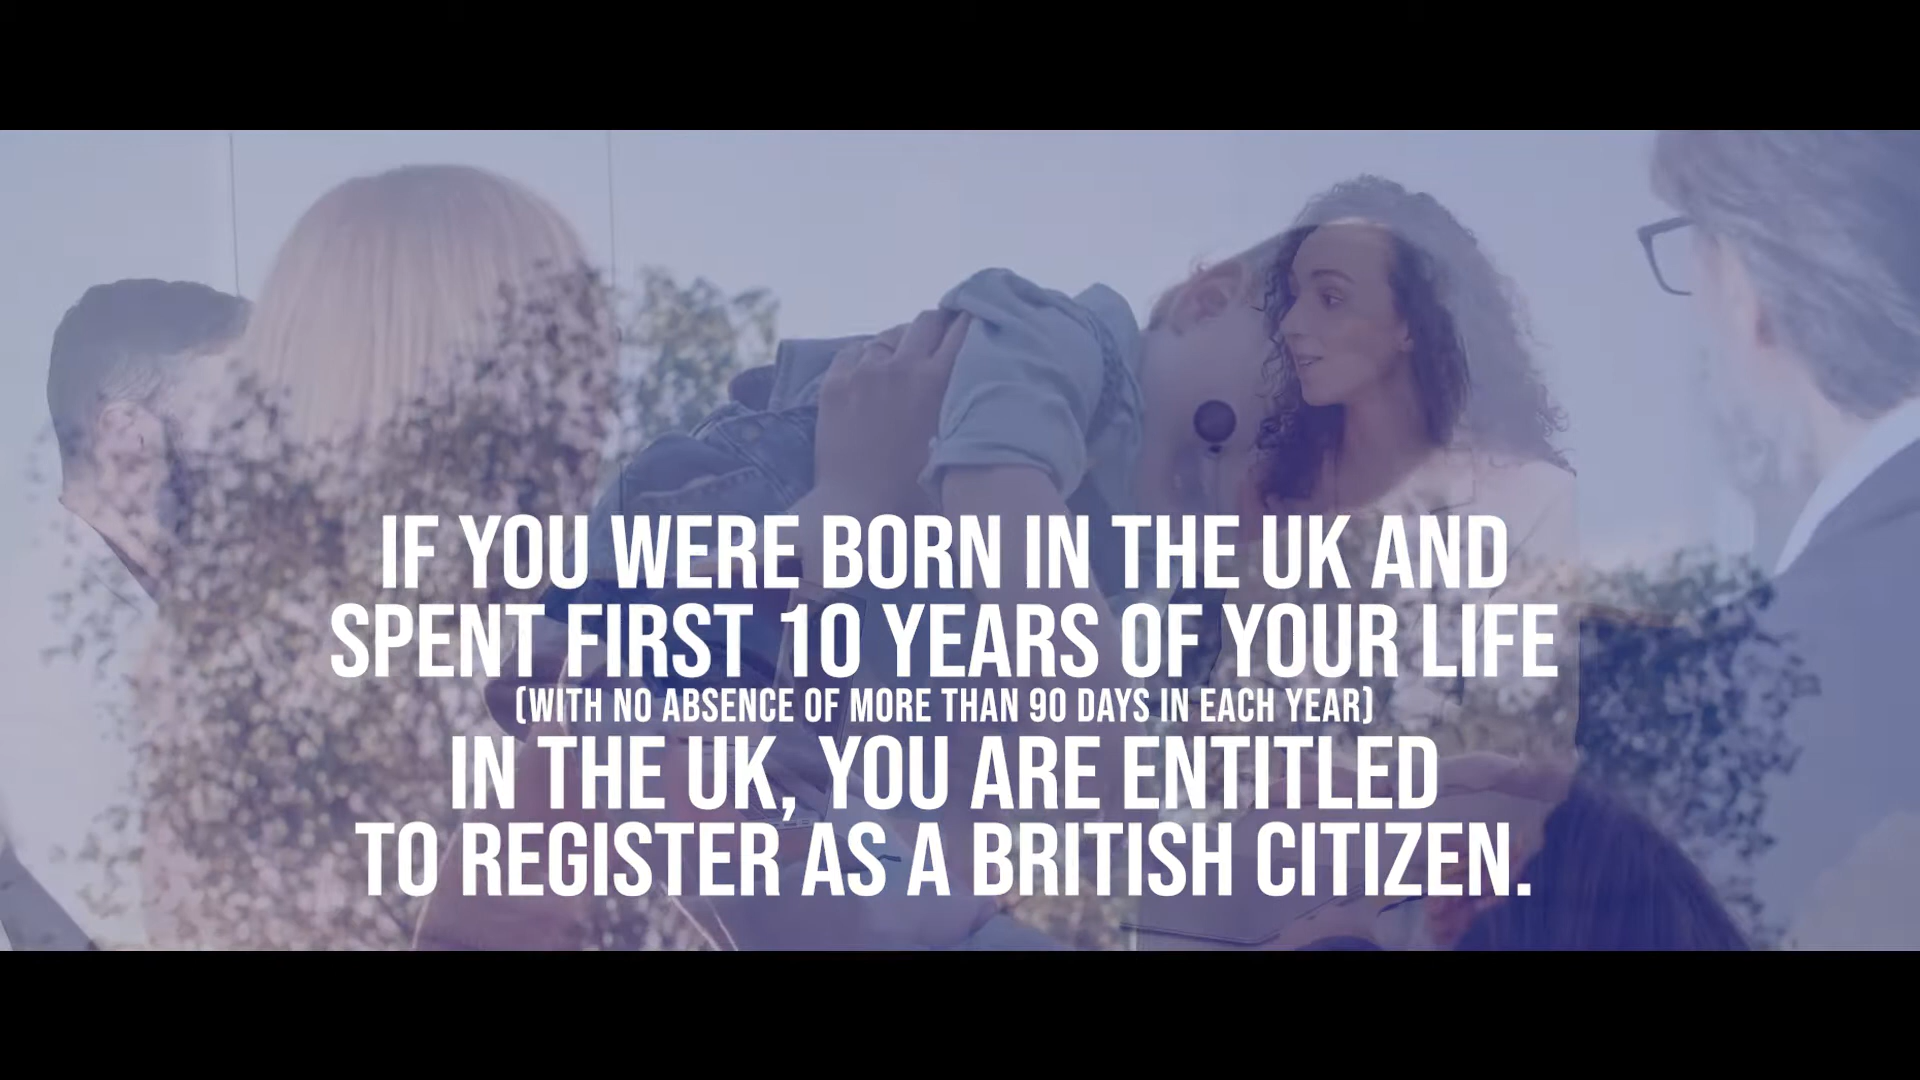 IF YOU WERE BORN IN THE UK AND
SPENT FIRST 10 YEARS OF YOUR LIFE
(WITH NO ABSENCE OF MORE THAN 90 DAYS IN EACH YEAR)
IN THE UK, YOU ARE ENTITLED
TO REGISTER AS A BRITISH CITIZEN.